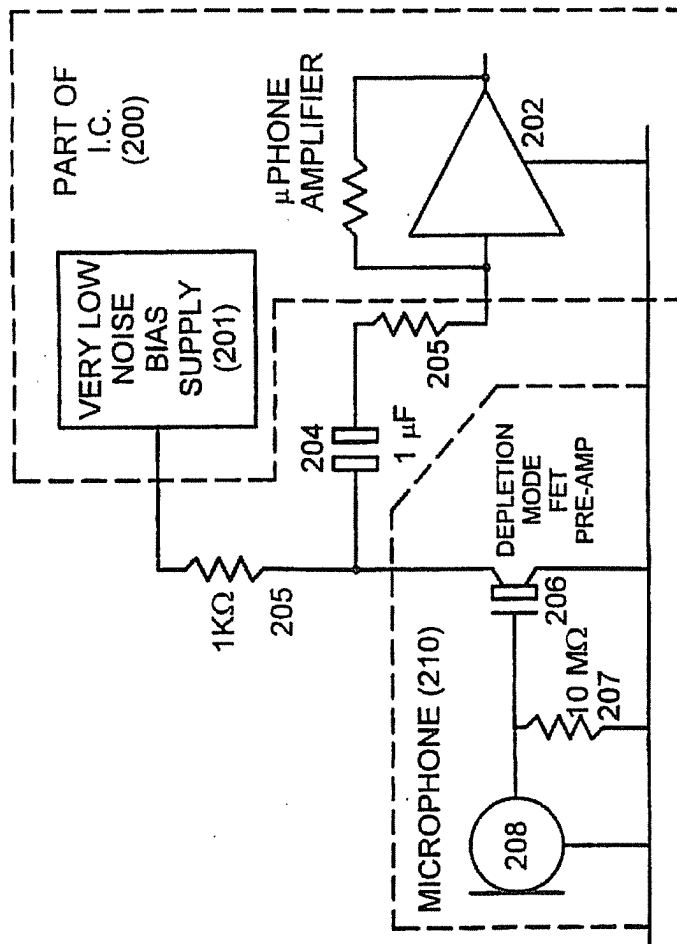 PART OF
I.C.
(200)
VERY LOW
NOISE
BIAS
SUPPLY
(201)
µPHONE
AMPLIFIER
202
205
204
1 µF
1KΩ
205
DEPLETION
MODE
FET
PRE-AMP
206
MICROPHONE (210)
10 MΩ
207
208